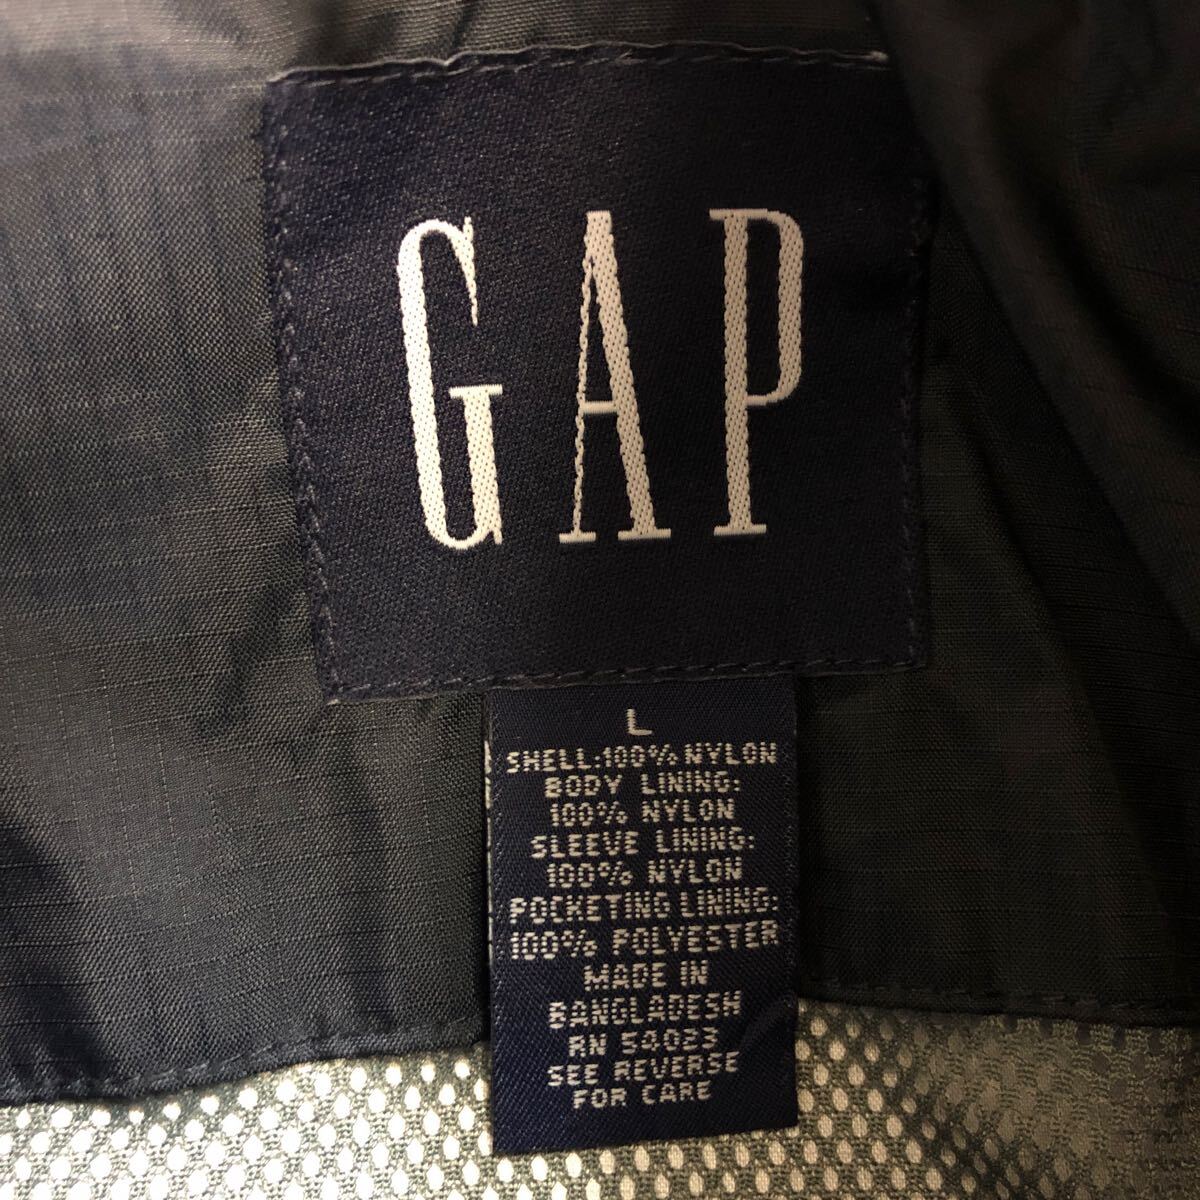 GAP
L
SHELL:100% NYLON
BODY LINING:
100% NYLON
SLEEVE LINING:
100% NYLON
POCKETING LINING:
100% POLYESTER
MADE IN
BANGLADESH
RN 54023
SEE REVERSE
FOR CARE